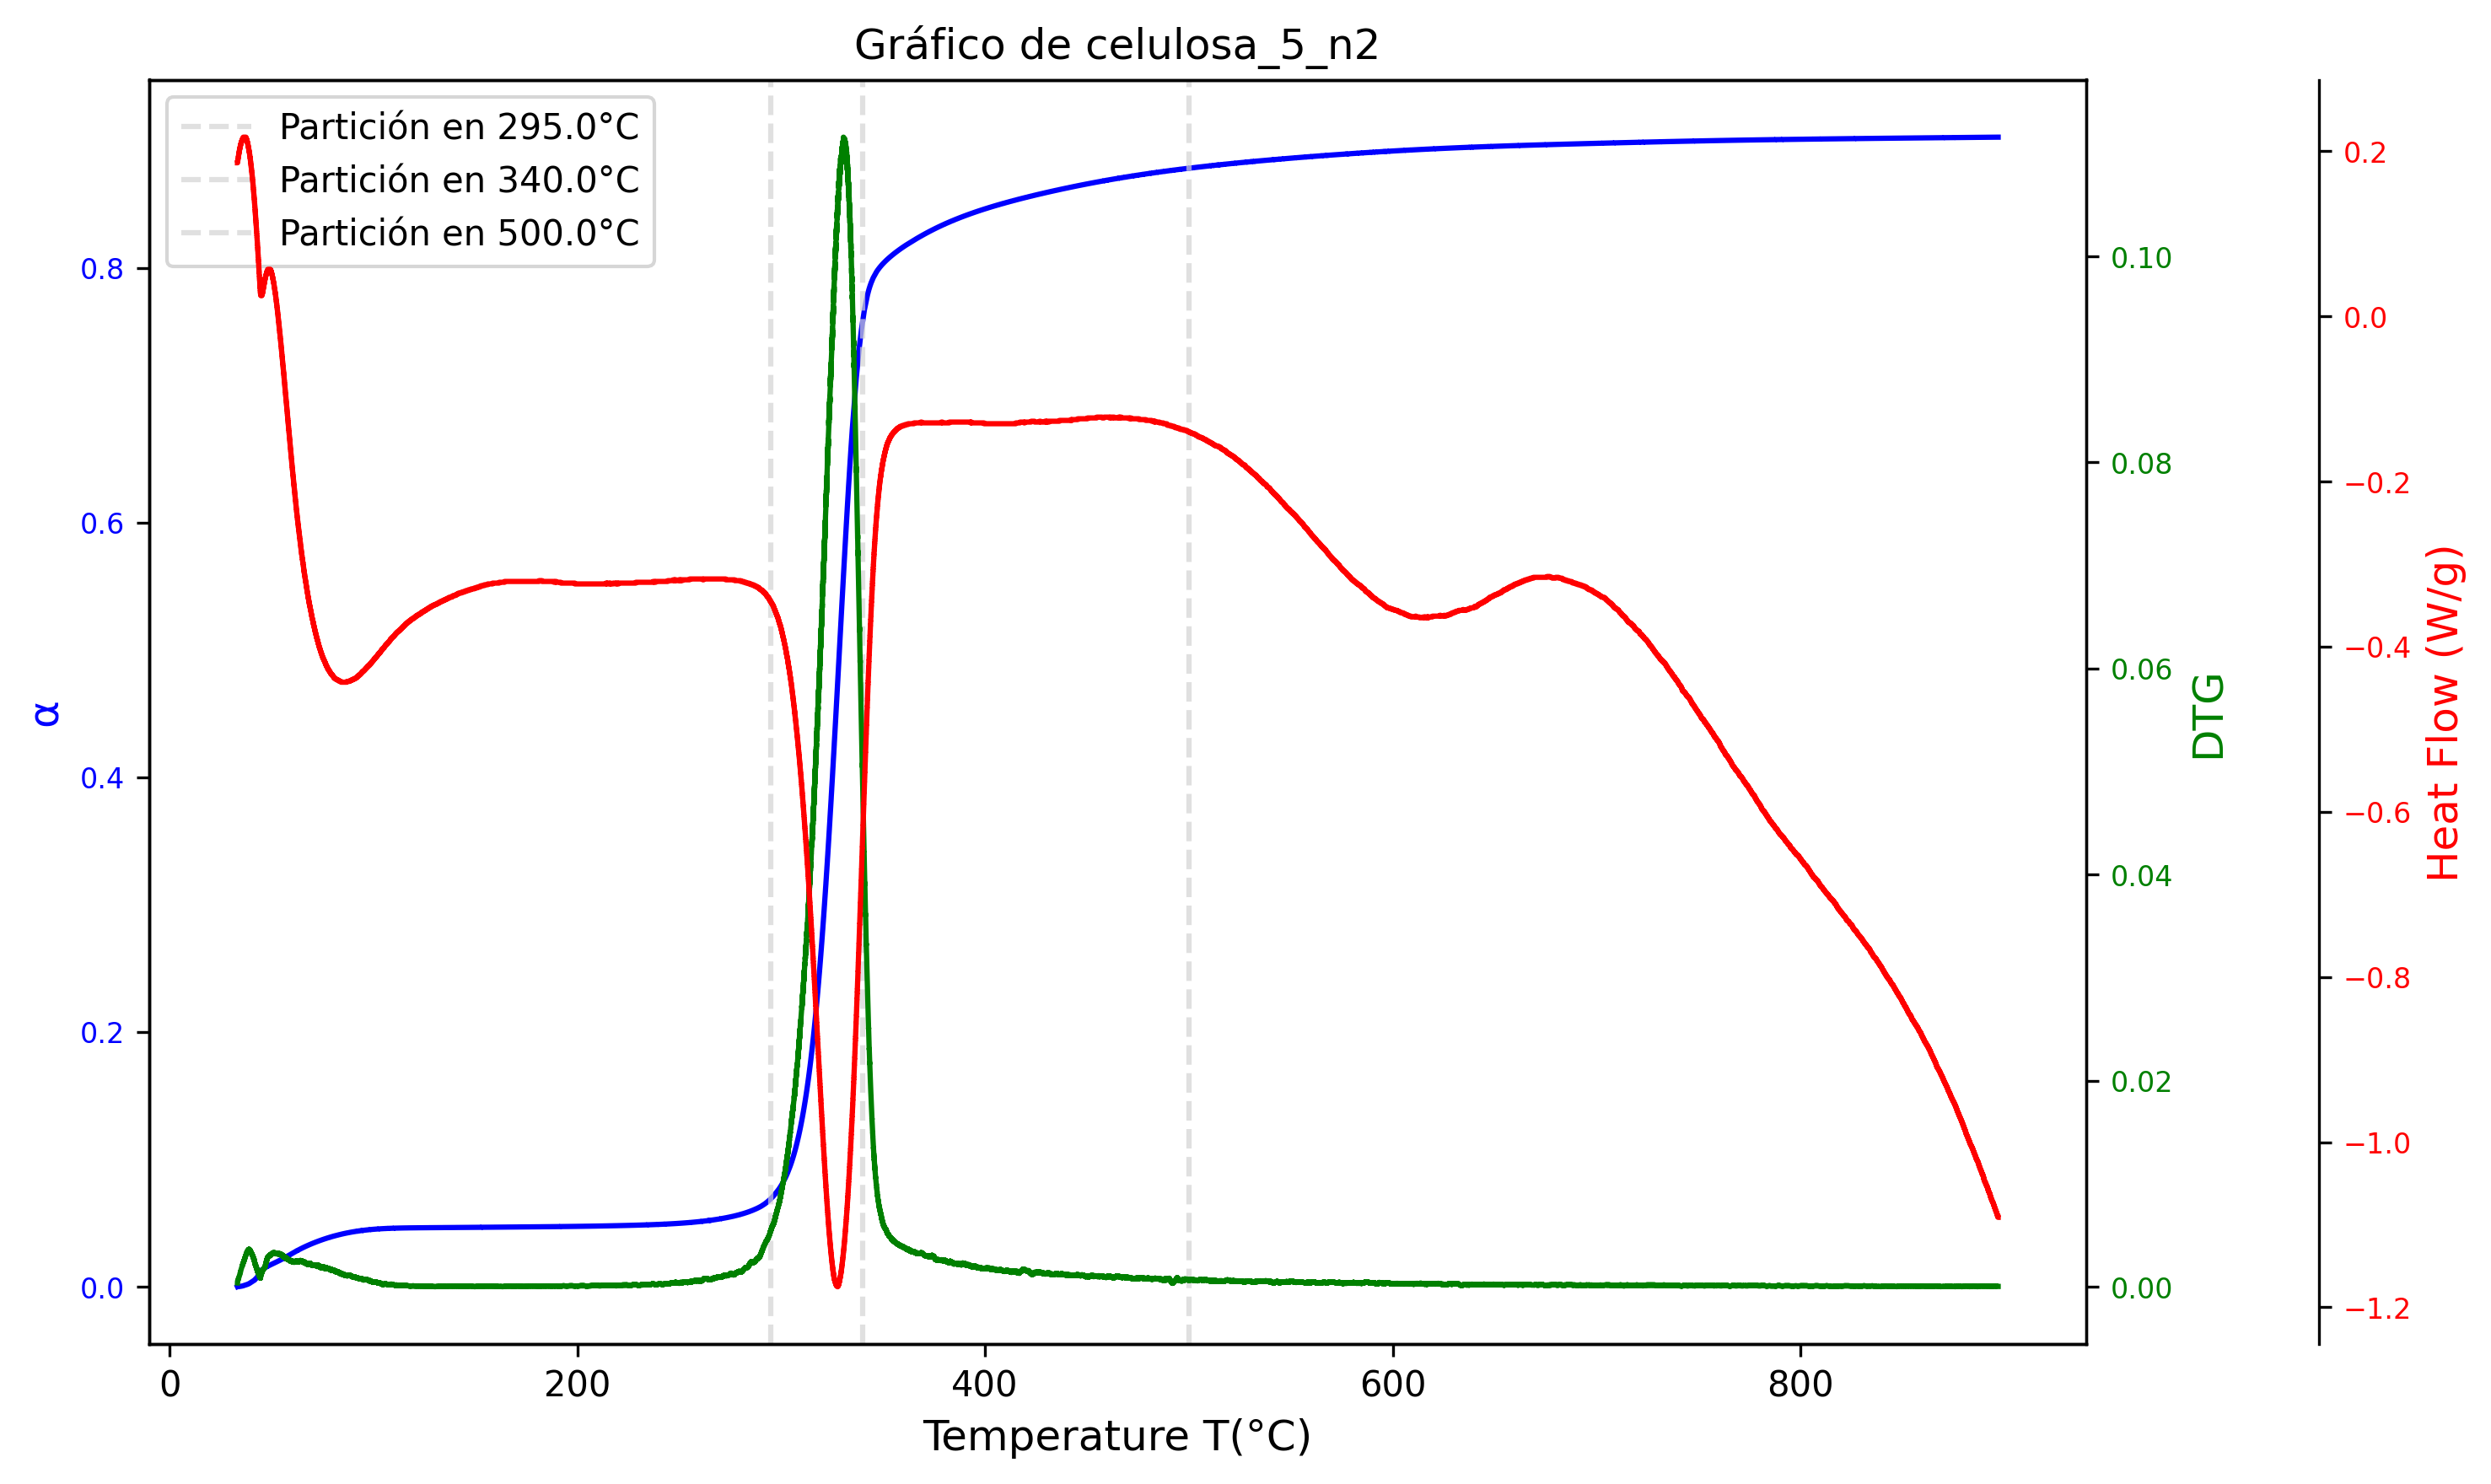 Gráfico de celulosa_5_n2
Partición en 295.0°C
Partición en 340.0°C
Partición en 500.0°C
α
0.8
0.6
0.4
0.2
0.0
0 200 400 600 800
Temperature T(°C)
0.10
0.08
0.06
0.04
0.02
0.00
DTG
0.2
0.0
−0.2
−0.4
−0.6
−0.8
−1.0
−1.2
Heat Flow (W/g)